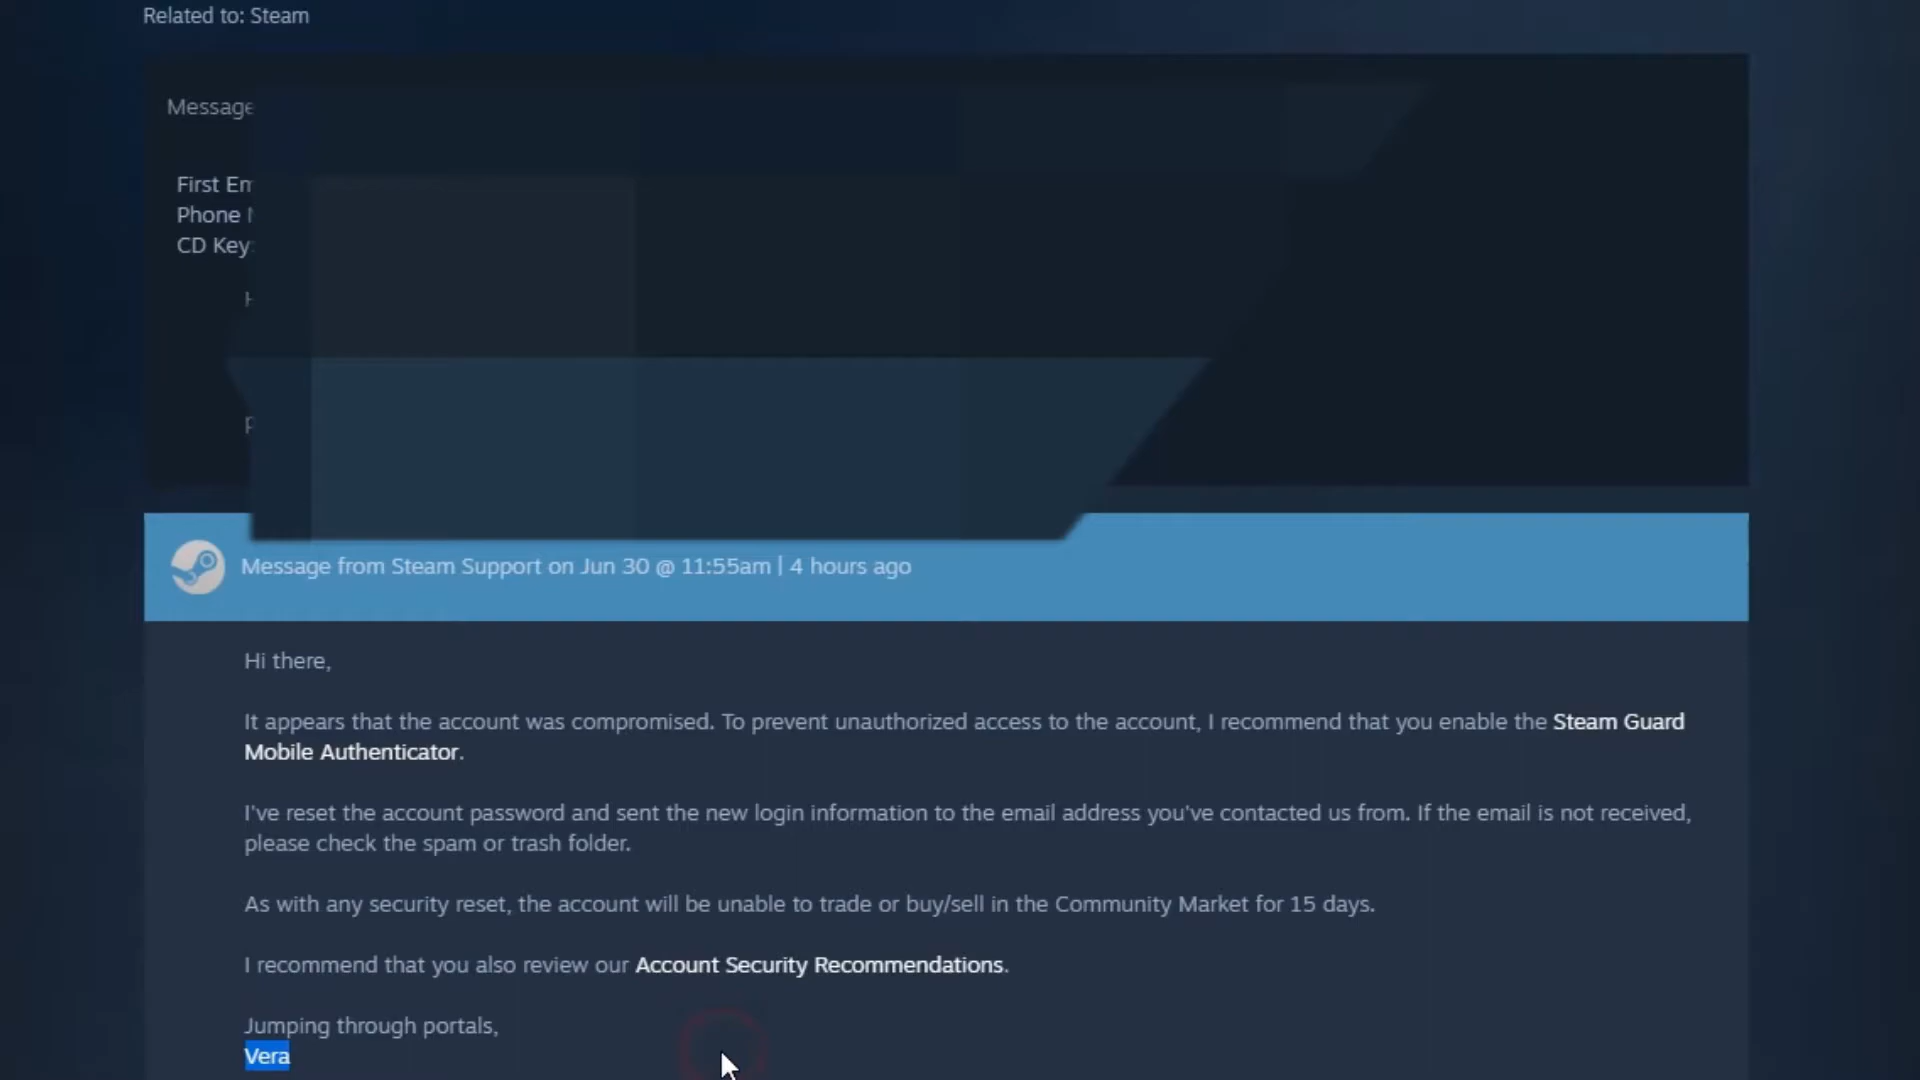 Related to: Steam
Message
First Em
Phone
CD Key:
Message from Steam Support on Jun 30 @ 11:55am | 4 hours ago
Hi there,
It appears that the account was compromised. To prevent unauthorized access to the account, I recommend that you enable the Steam Guard
Mobile Authenticator.
I've reset the account password and sent the new login information to the email address you've contacted us from. If the email is not received,
please check the spam or trash folder.
As with any security reset, the account will be unable to trade or buy/sell in the Community Market for 15 days.
I recommend that you also review our Account Security Recommendations.
Jumping through portals,
Vera